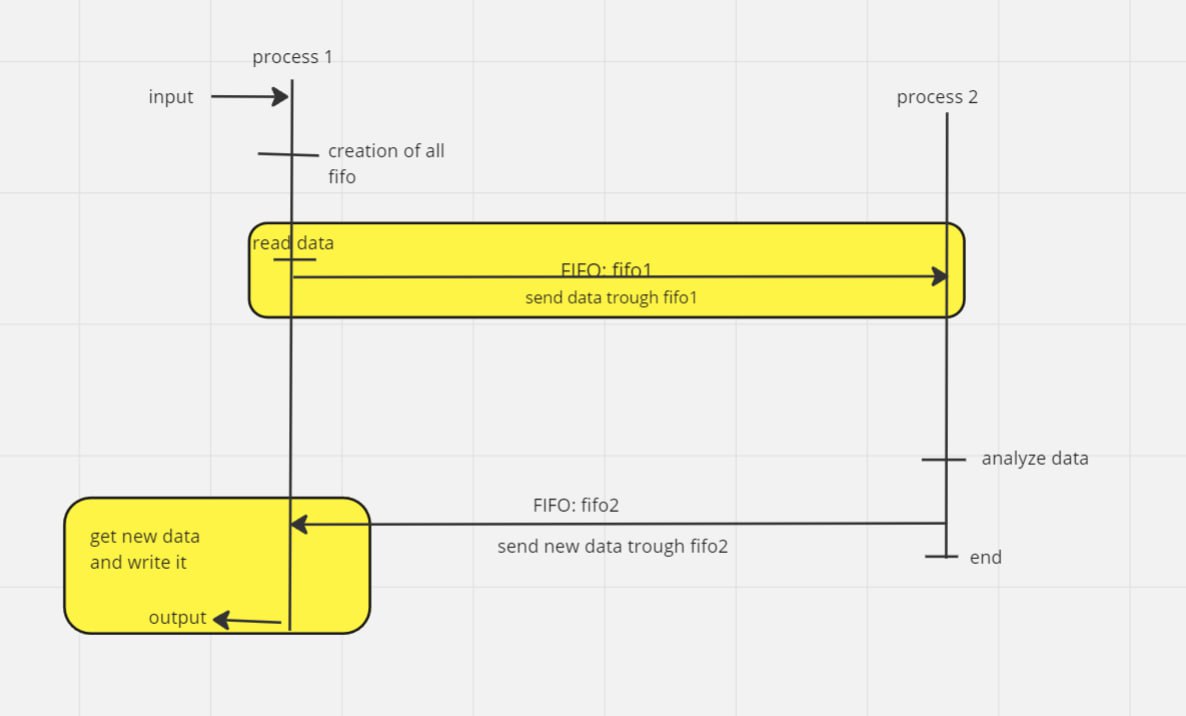 process 1
input
process 2
creation of all
fifo
read data
FIFO: fifo1
send data trough fifo1
analyze data
FIFO: fifo2
get new data
and write it
send new data trough fifo2
end
output